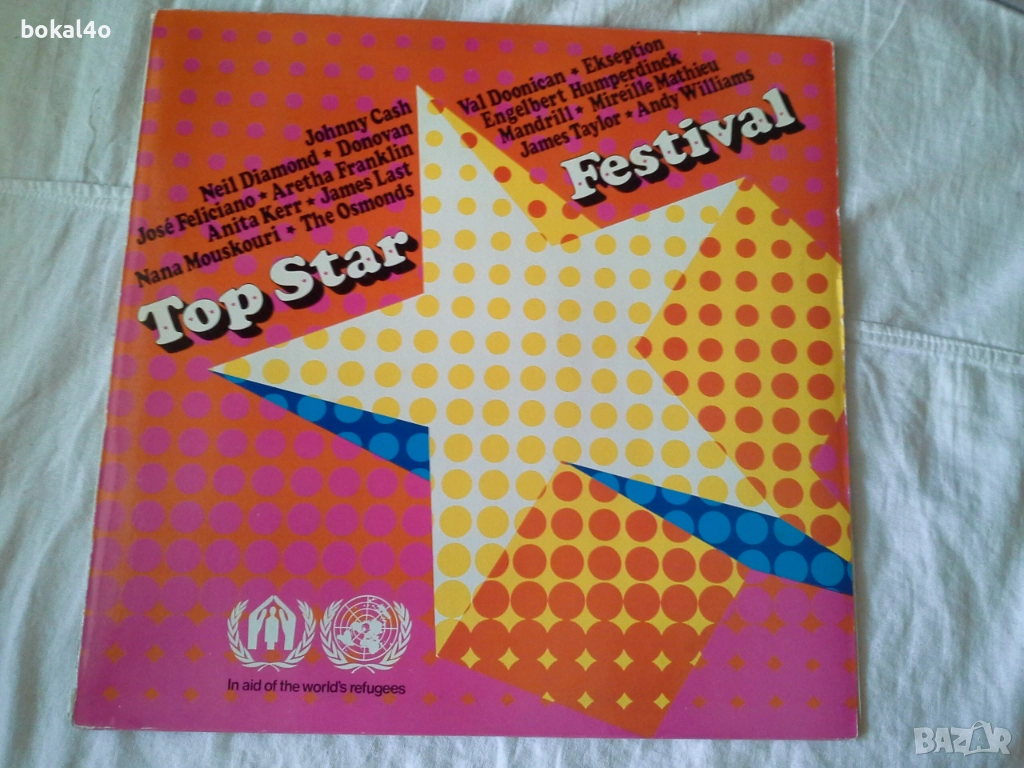 bokal4o
Johnny Cash
Neil Diamond * Donovan
José Feliciano * Aretha Franklin
Anita Kerr * James Last
Nana Mouskouri * The Osmonds
Val Doonican * Ekseption
Engelbert Humperdinck
Mandrill * Mireille Mathieu
James Taylor * Andy Williams
Top Star
Festival
In aid of the world's refugees
BAZAR